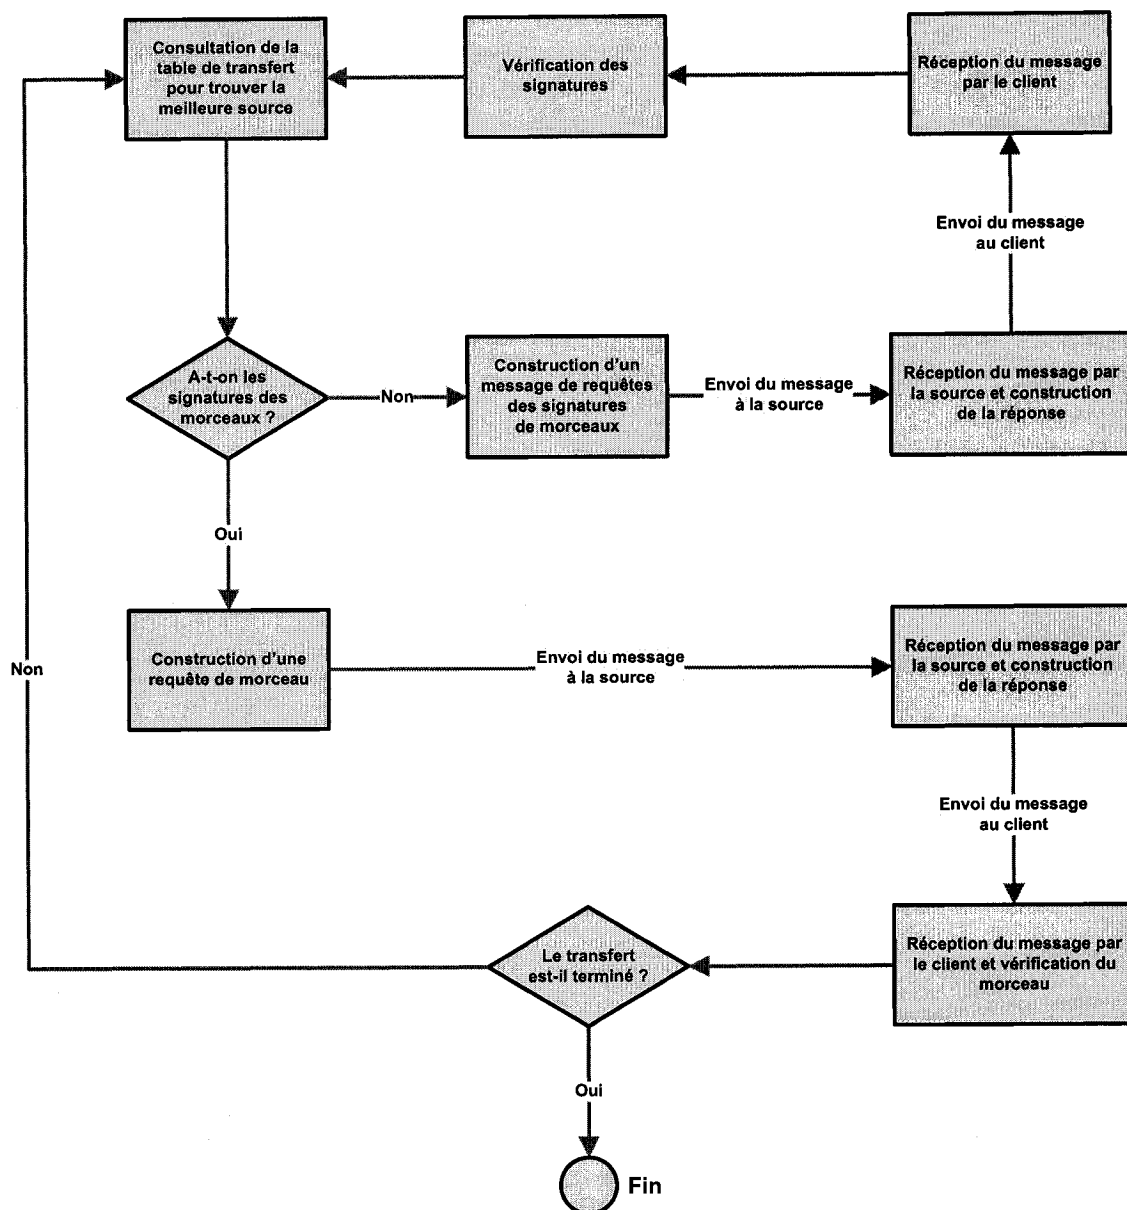 Consultation de la
table de transfert
pour trouver la
meilleure source
Vérification des
signatures
Réception du message
par le client
Envoi du message
au client
A-t-on les
signatures des
morceaux ?
Non
Construction d'un
message de requêtes
des signatures
de morceaux
Envoi du message
à la source
Réception du message par
la source et construction
de la réponse
Oui
Construction d'une
requête de morceau
Envoi du message
à la source
Réception du message par
la source et construction
de la réponse
Non
Envoi du message
au client
Le transfert
est-il terminé ?
Réception du message par
le client et vérification du
morceau
Oui
Fin